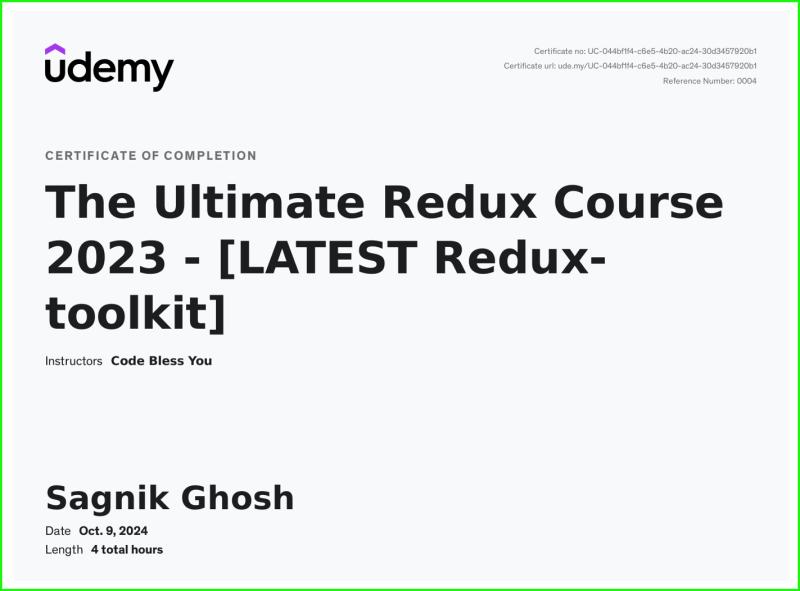 udemy
Certificate no: UC-044bf1f4-c6e5-4b20-ac24-30d3457920b1
Certificate url: ude.my/UC-044bf1f4-c6e5-4b20-ac24-30d3457920b1
Reference Number: 0004
CERTIFICATE OF COMPLETION
The Ultimate Redux Course
2023 - [LATEST Redux-
toolkit]
Instructors Code Bless You
Sagnik Ghosh
Date Oct. 9, 2024
Length 4 total hours